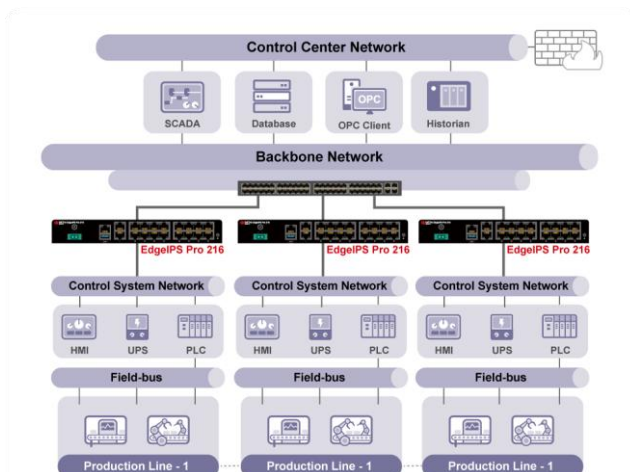 Control Center Network
SCADA
Database
OPC
OPC Client
Historian
Backbone Network
EdgeIPS Pro 216
EdgeIPS Pro 216
EdgeIPS Pro 216
Control System Network
Control System Network
Control System Network
HMI
UPS
PLC
HMI
UPS
PLC
HMI
UPS
PLC
Field-bus
Field-bus
Field-bus
Production Line - 1
Production Line - 1
Production Line - 1